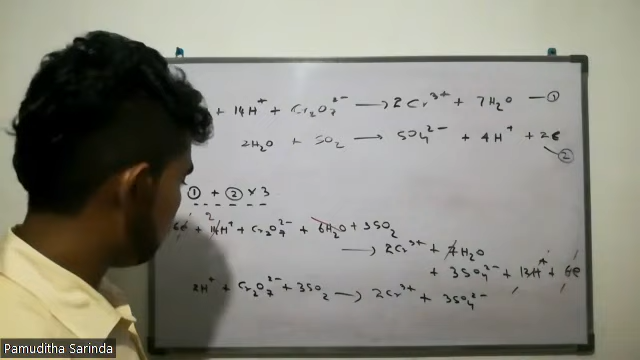 + 14H⁺ + Cr₂O₇²⁻ → 2Cr³⁺ + 7H₂O — ①
2H₂O + SO₂ → SO₄²⁻ + 4H⁺ + 2e
②
① + ② × 3
6e + 14H⁺ + Cr₂O₇²⁻ + 6H₂O + 3SO₂
2
→ 2Cr³⁺ + 7H₂O
+ 3SO₄²⁻ + 12H⁺ + 6e
2H⁺ + Cr₂O₇²⁻ + 3SO₂ → 2Cr³⁺ + 3SO₄²⁻
Pamuditha Sarinda